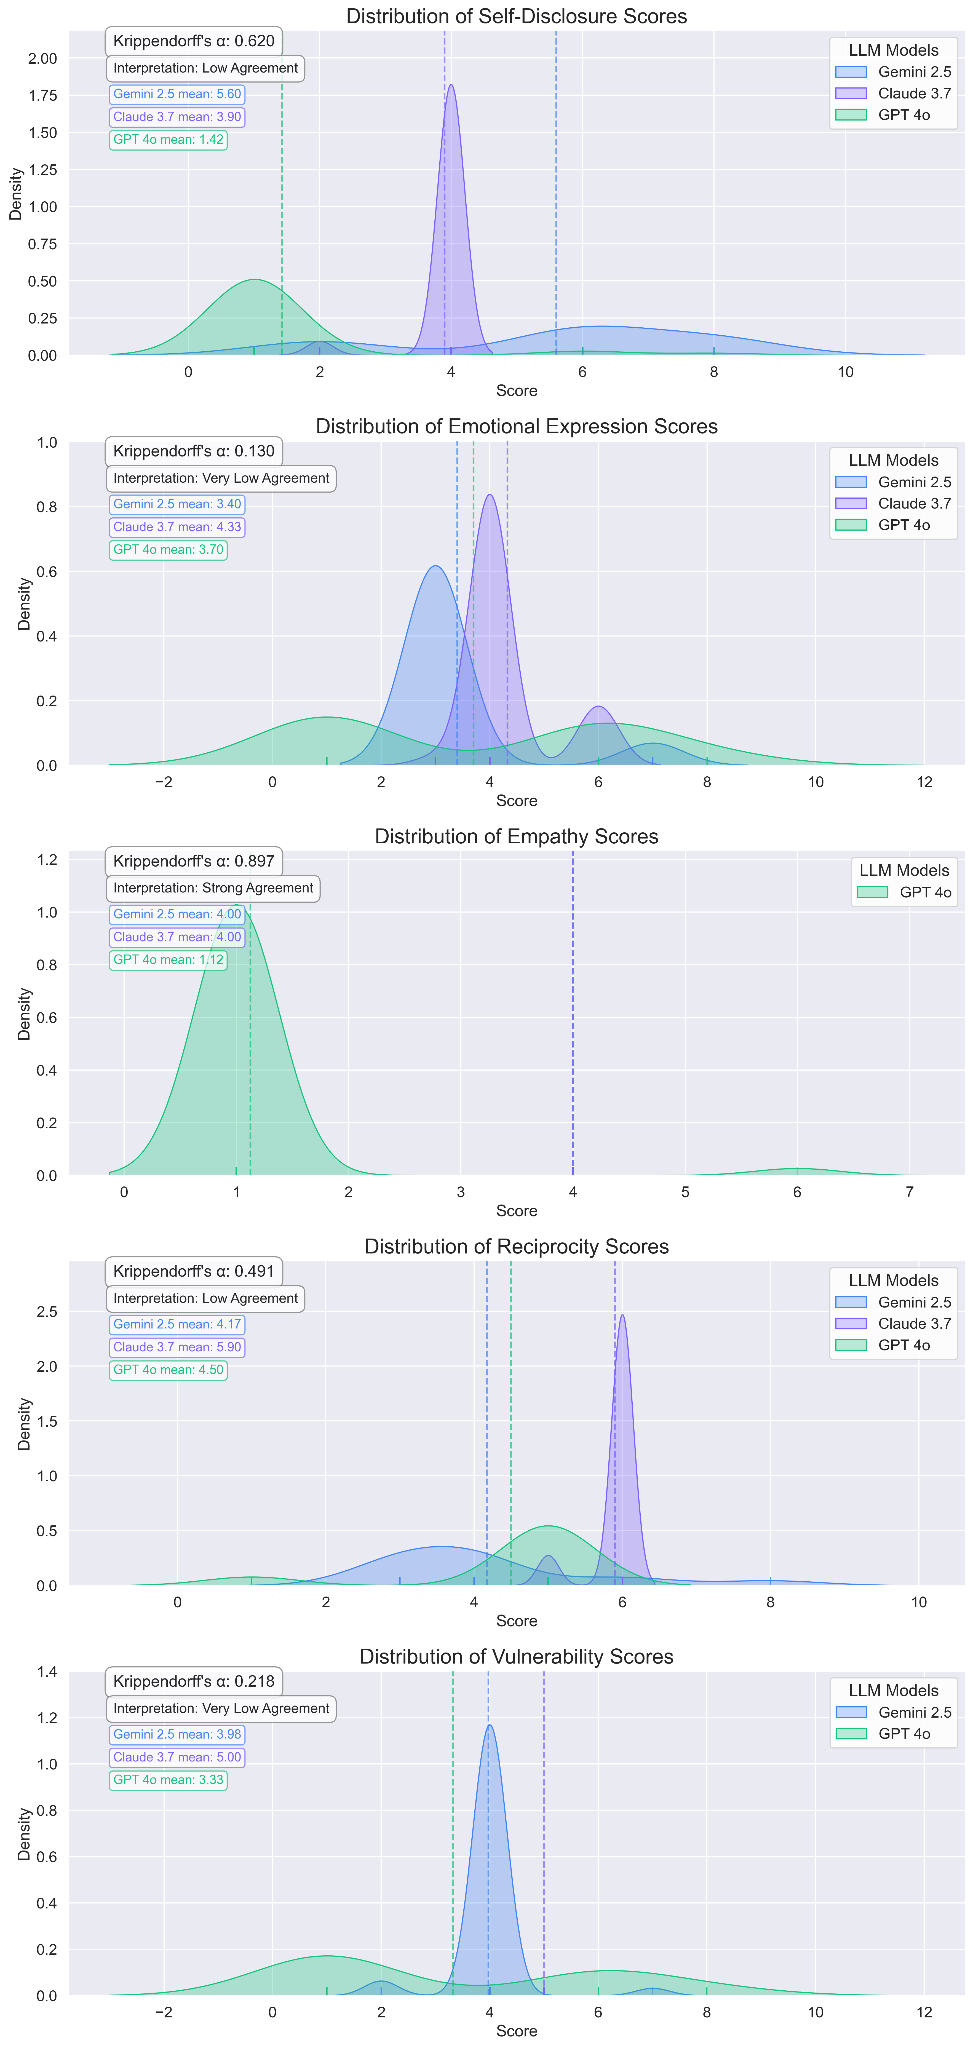 Distribution of Self-Disclosure Scores
Krippendorff's α: 0.620
Interpretation: Low Agreement
Gemini 2.5 mean: 5.60
Claude 3.7 mean: 3.90
GPT 4o mean: 1.42
LLM Models
Gemini 2.5
Claude 3.7
GPT 4o
2.00
1.75
1.50
1.25
1.00
0.75
0.50
0.25
0.00
Density
0 2 4 6 8 10
Score
Distribution of Emotional Expression Scores
Krippendorff's α: 0.130
Interpretation: Very Low Agreement
Gemini 2.5 mean: 3.40
Claude 3.7 mean: 4.33
GPT 4o mean: 3.70
LLM Models
Gemini 2.5
Claude 3.7
GPT 4o
1.0
0.8
0.6
0.4
0.2
0.0
Density
−2 0 2 4 6 8 10 12
Score
Distribution of Empathy Scores
Krippendorff's α: 0.897
Interpretation: Strong Agreement
Gemini 2.5 mean: 4.00
Claude 3.7 mean: 4.00
GPT 4o mean: 1.12
LLM Models
GPT 4o
1.2
1.0
0.8
0.6
0.4
0.2
0.0
Density
0 1 2 3 4 5 6 7
Score
Distribution of Reciprocity Scores
Krippendorff's α: 0.491
Interpretation: Low Agreement
Gemini 2.5 mean: 4.17
Claude 3.7 mean: 5.90
GPT 4o mean: 4.50
LLM Models
Gemini 2.5
Claude 3.7
GPT 4o
2.5
2.0
1.5
1.0
0.5
0.0
Density
0 2 4 6 8 10
Score
Distribution of Vulnerability Scores
Krippendorff's α: 0.218
Interpretation: Very Low Agreement
Gemini 2.5 mean: 3.98
Claude 3.7 mean: 5.00
GPT 4o mean: 3.33
LLM Models
Gemini 2.5
GPT 4o
1.4
1.2
1.0
0.8
0.6
0.4
0.2
0.0
Density
−2 0 2 4 6 8 10 12
Score